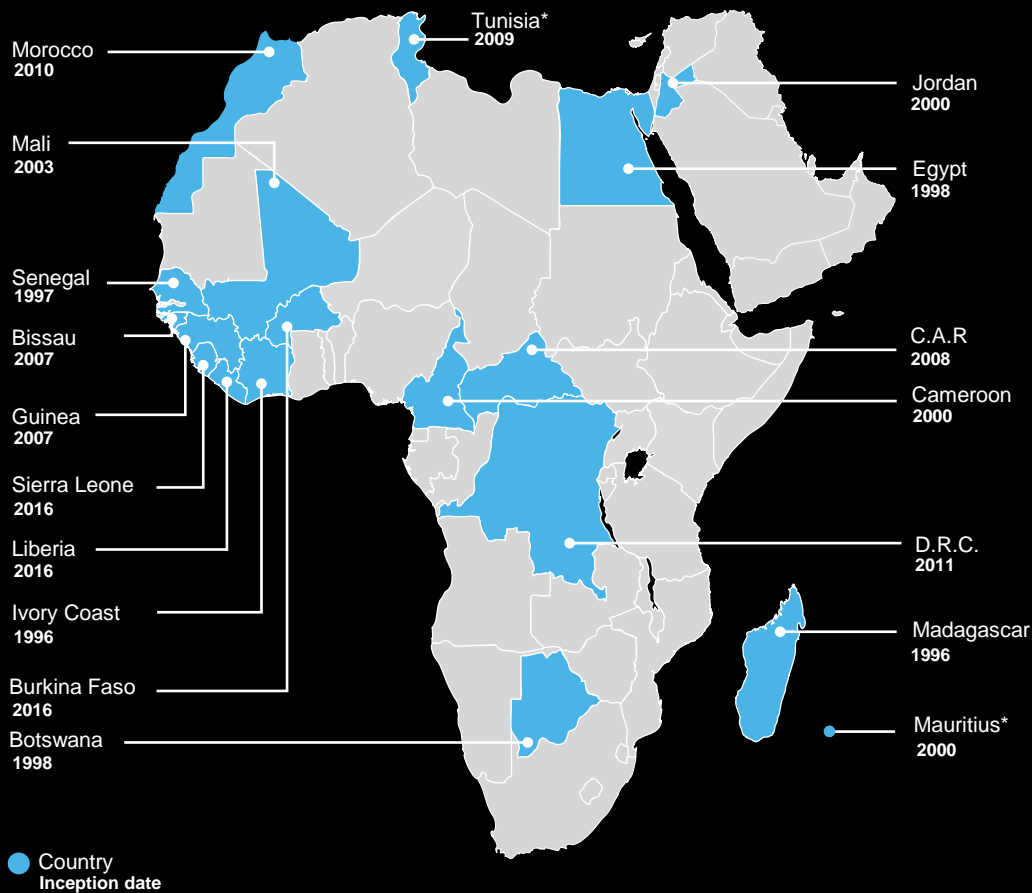 Tunisia*
2009
Morocco
2010
Mali
2003
Senegal
1997
Bissau
2007
Guinea
2007
Sierra Leone
2016
Liberia
2016
Ivory Coast
1996
Burkina Faso
2016
Botswana
1998
Jordan
2000
Egypt
1998
C.A.R
2008
Cameroon
2000
D.R.C.
2011
Madagascar
1996
Mauritius*
2000
Country
Inception date